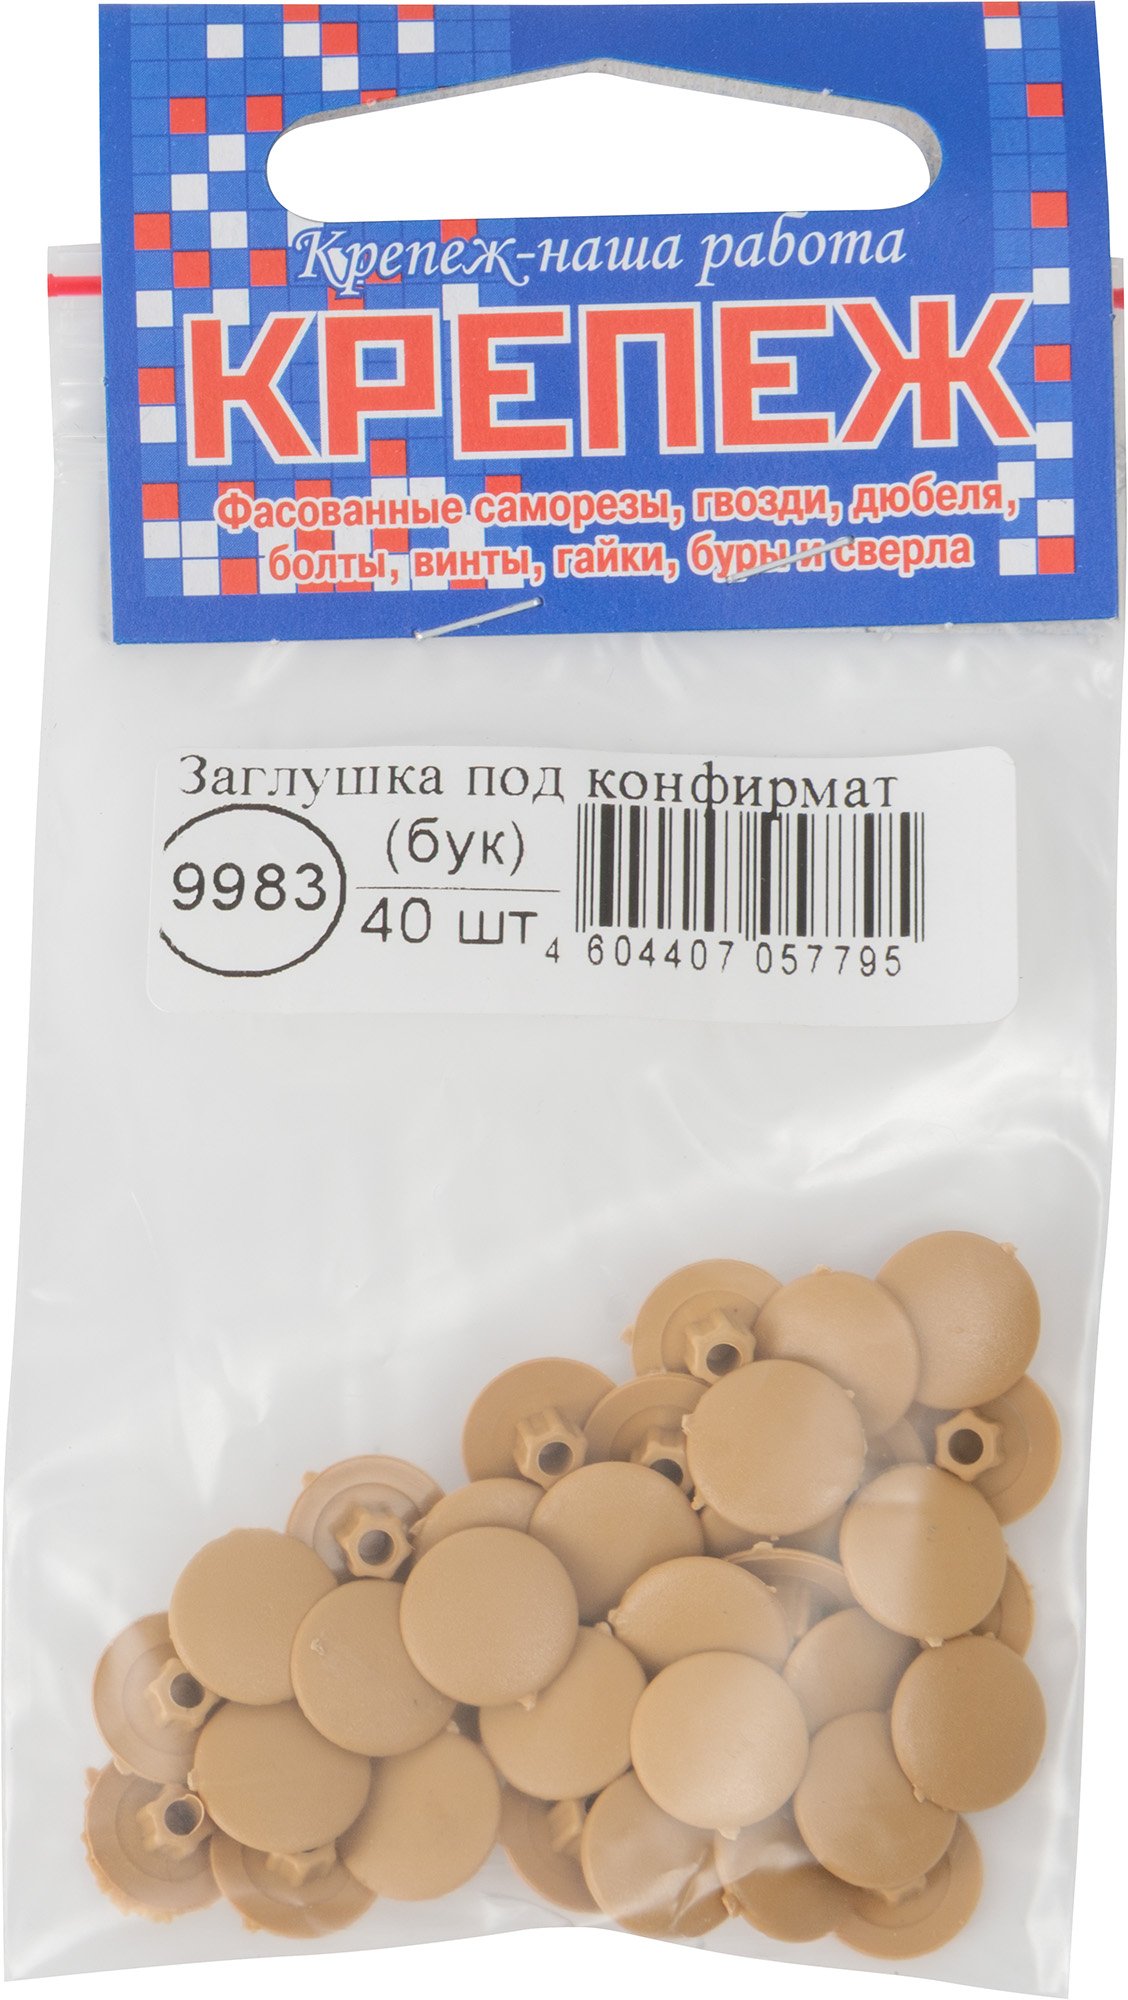 Крепеж-наша работа
КРЕПЕЖ
Фасованные саморезы, гвозди, дюбеля,
болты, винты, гайки, буры и сверла
Заглушка под конфирмат
9983
(бук)
40 шт
4 604407 057795